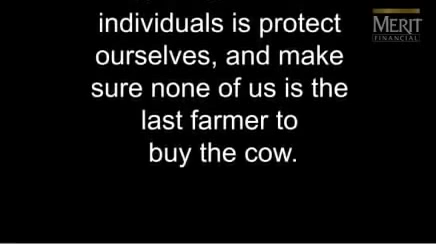 individuals is protect
ourselves, and make
sure none of us is the
last farmer to
buy the cow.
MERIT
FINANCIAL